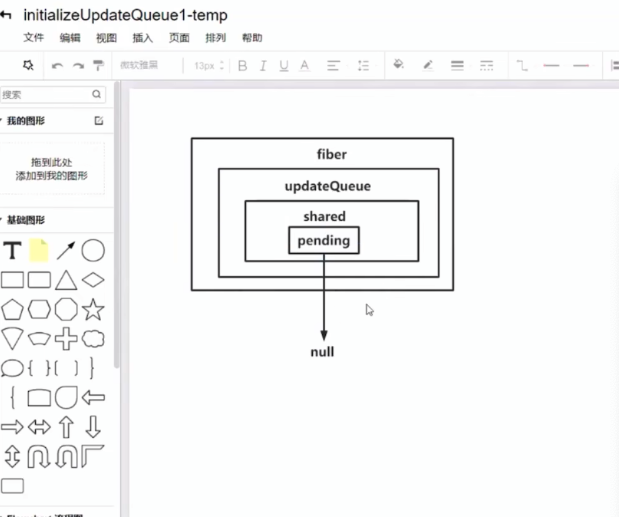 initializeUpdateQueue1-temp
文件 编辑 视图 插入 页面 排列 帮助
微软雅黑 13px B I U A
搜索
我的图形
拖到此处
添加到我的图形
基础图形
T
fiber
updateQueue
shared
pending
null